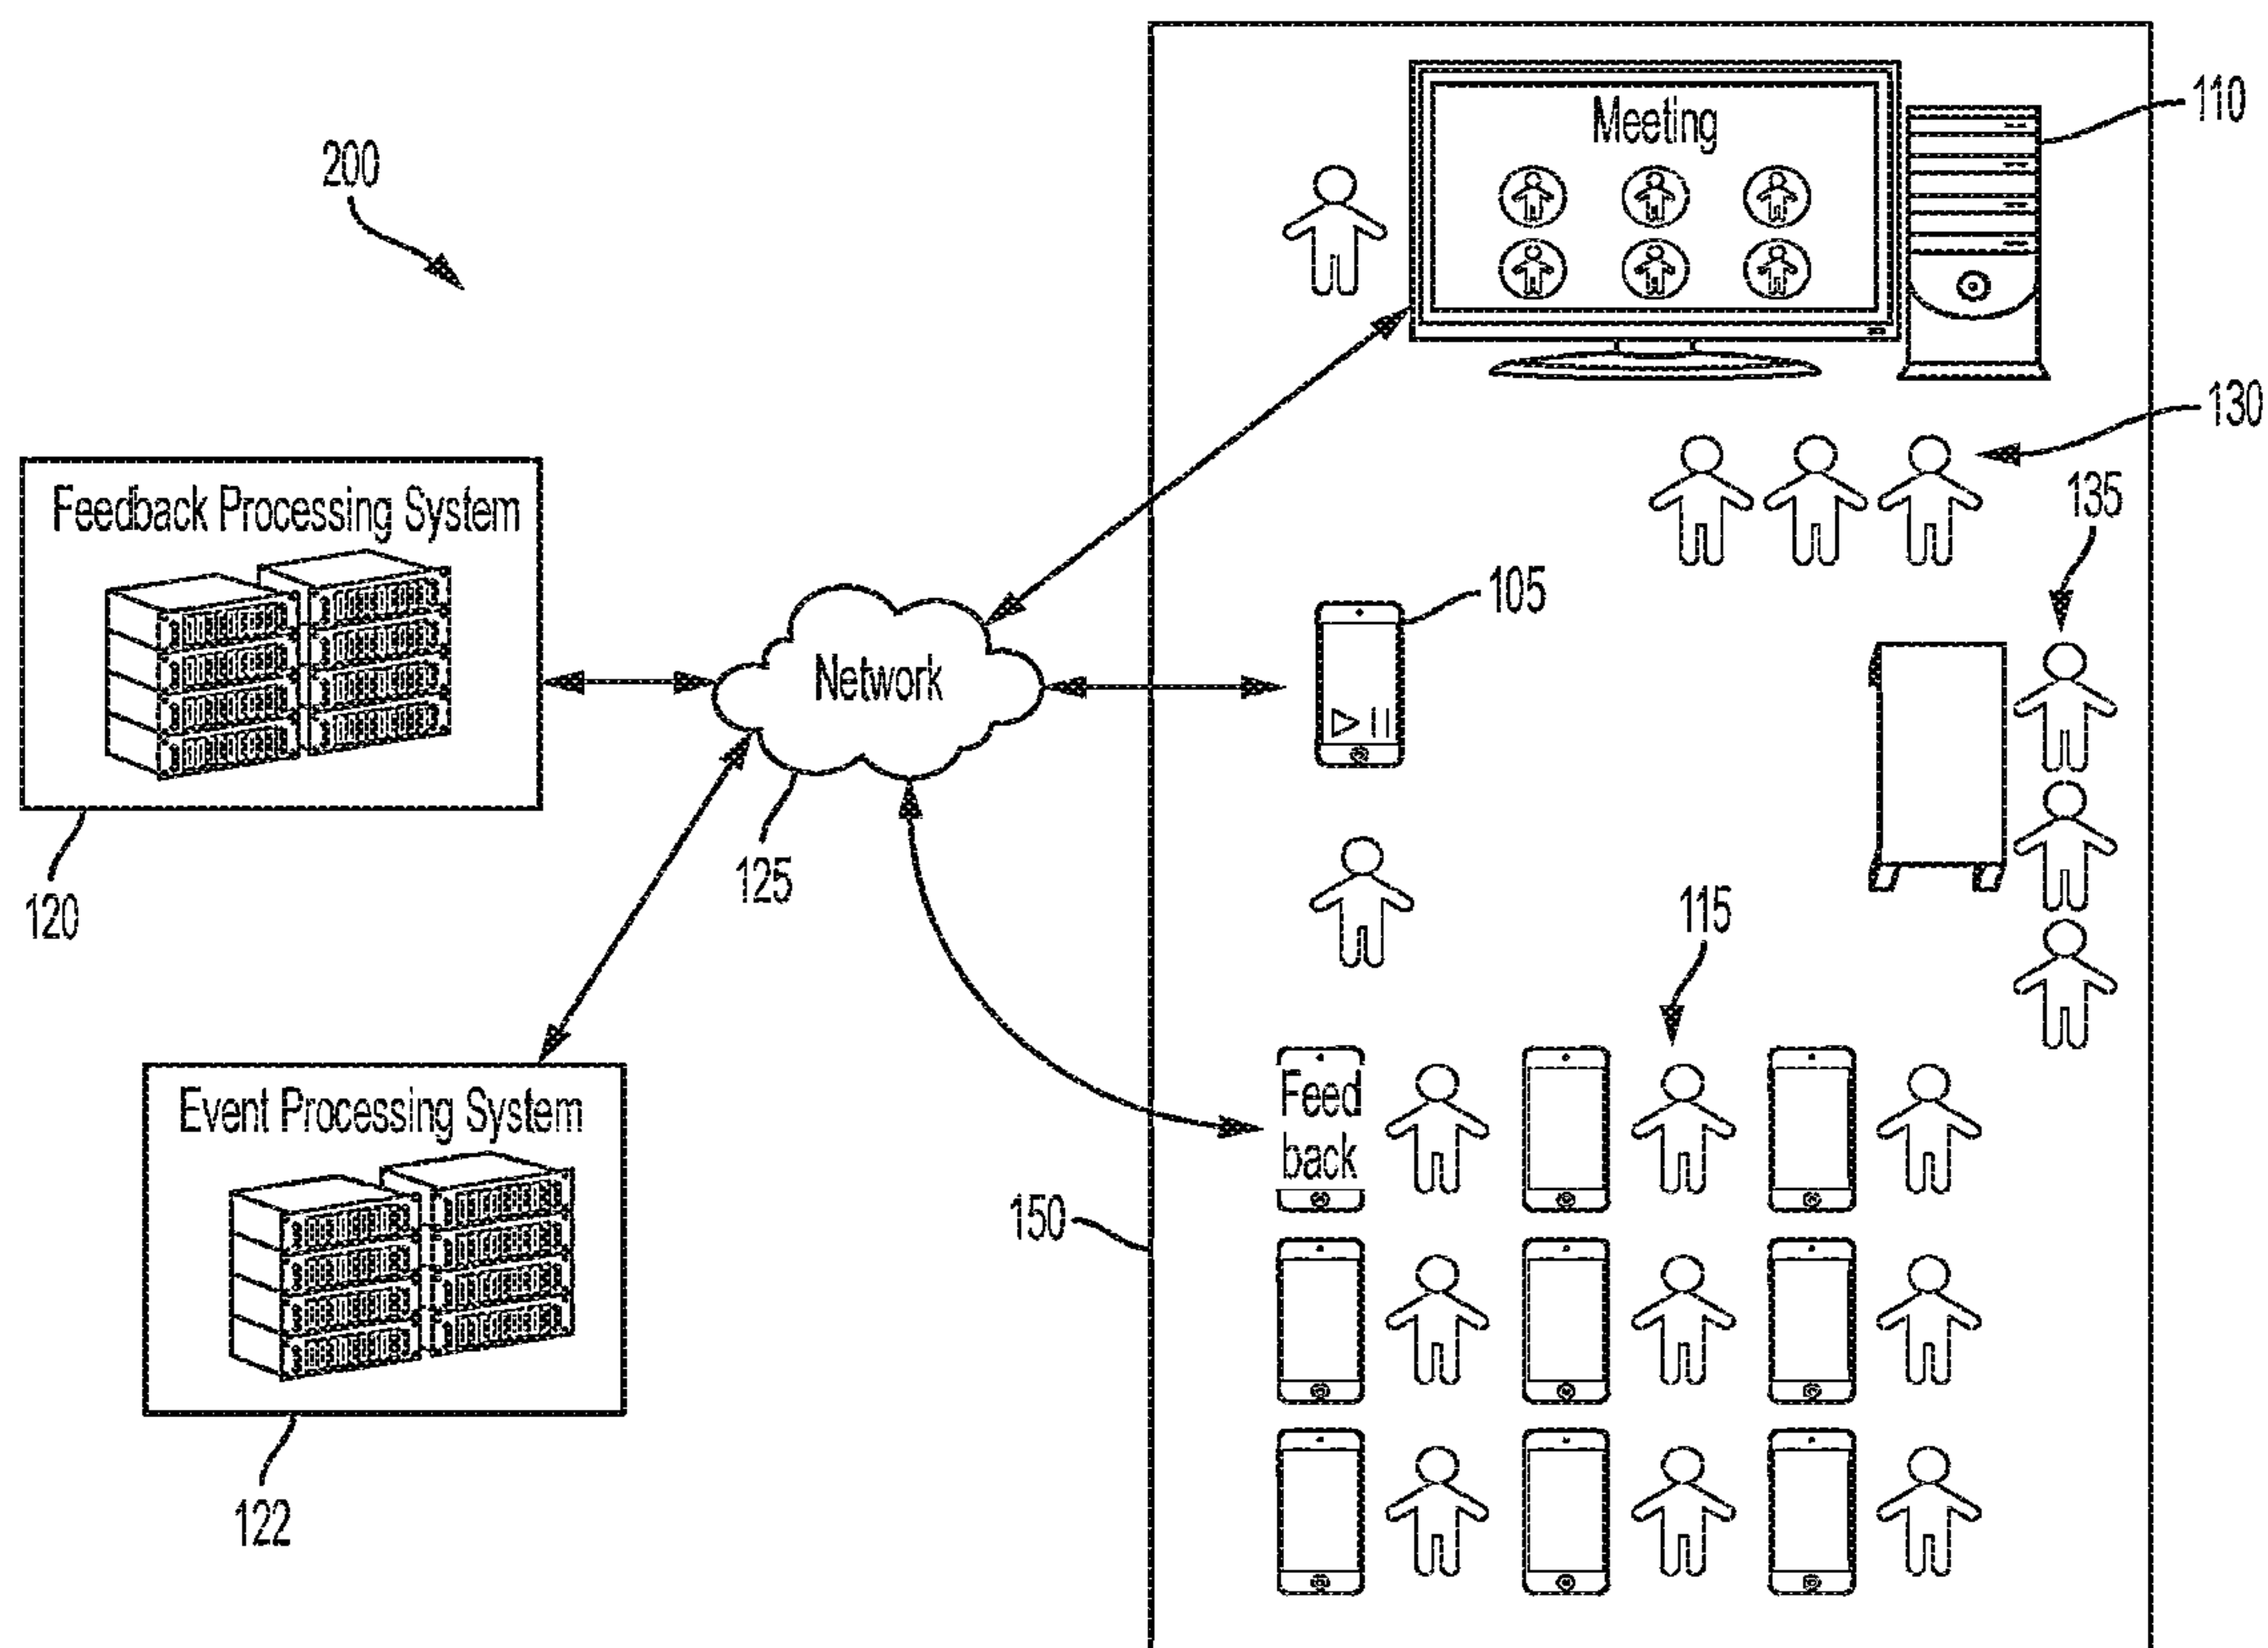 Meeting
110
200
130
Feedback Processing System
135
105
Network
120
125
115
Event Processing System
Feed
back
150
122